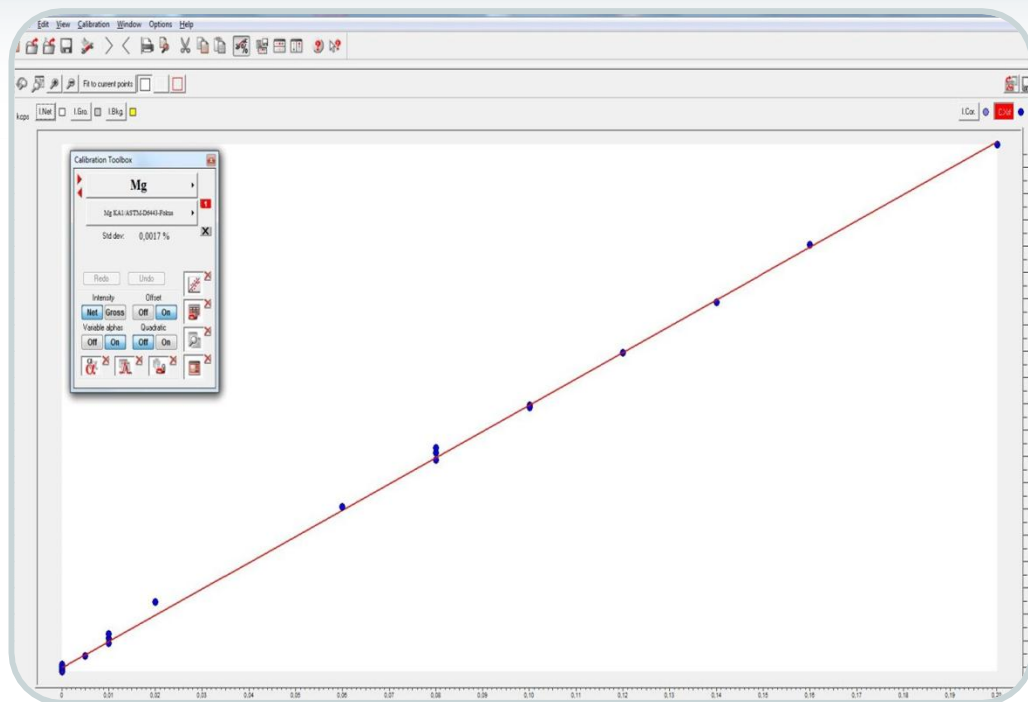 Edit View Calibration Window Options Help
Fit to current points
kcps I.Net I.Gro. I.Bkg. I.Cor.
Calibration Toolbox
Mg
1
Mg KA1/ASTM-D6443-Fokus
Std dev: 0,0017 %
Redo Undo
Intensity Offset
Net Gross Off On
Variable alphas Quadratic
Off On Off On
α
0 0,01 0,02 0,03 0,04 0,05 0,06 0,07 0,08 0,09 0,10 0,11 0,12 0,13 0,14 0,15 0,16 0,17 0,18 0,19 0,20